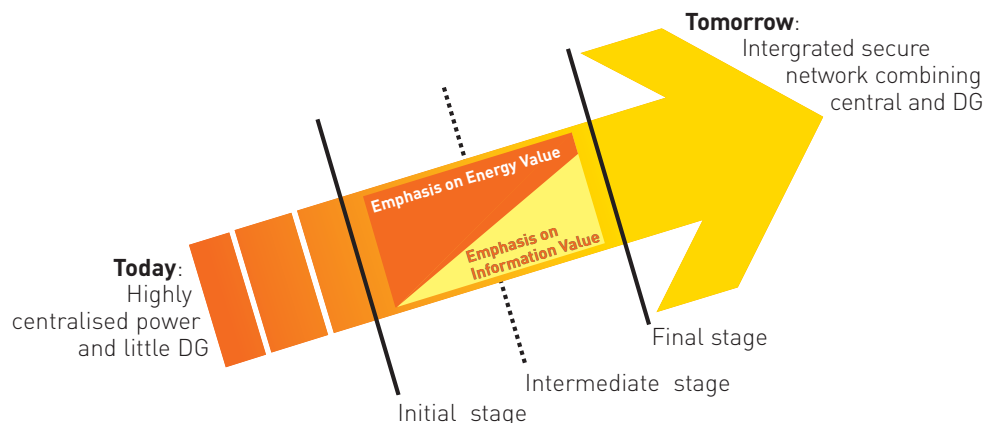 Tomorrow:
Intergrated secure
network combining
central and DG
Emphasis on Energy Value
Emphasis on
Information Value
Today:
Highly
centralised power
and little DG
Final stage
Intermediate stage
Initial stage